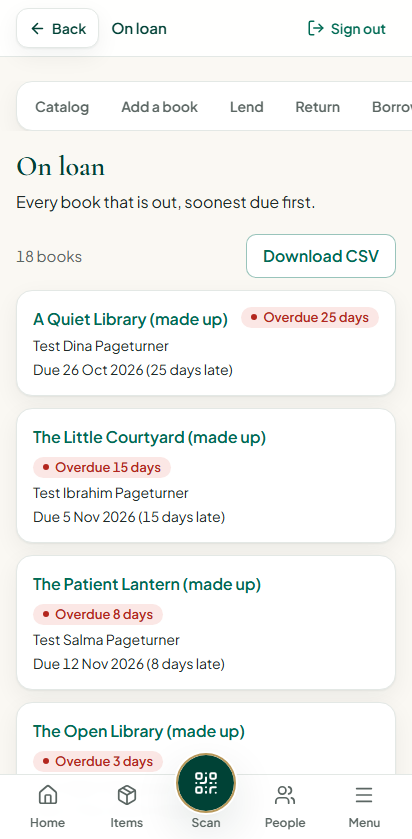 Back
On loan
Sign out
Catalog
Add a book
Lend
Return
On loan
Every book that is out, soonest due first.
18 books
Download CSV
A Quiet Library (made up)
Overdue 25 days
Test Dina Pageturner
Due 26 Oct 2026 (25 days late)
The Little Courtyard (made up)
Overdue 15 days
Test Ibrahim Pageturner
Due 5 Nov 2026 (15 days late)
The Patient Lantern (made up)
Overdue 8 days
Test Salma Pageturner
Due 12 Nov 2026 (8 days late)
The Open Library (made up)
Overdue 3 days
Home
Items
Scan
People
Menu